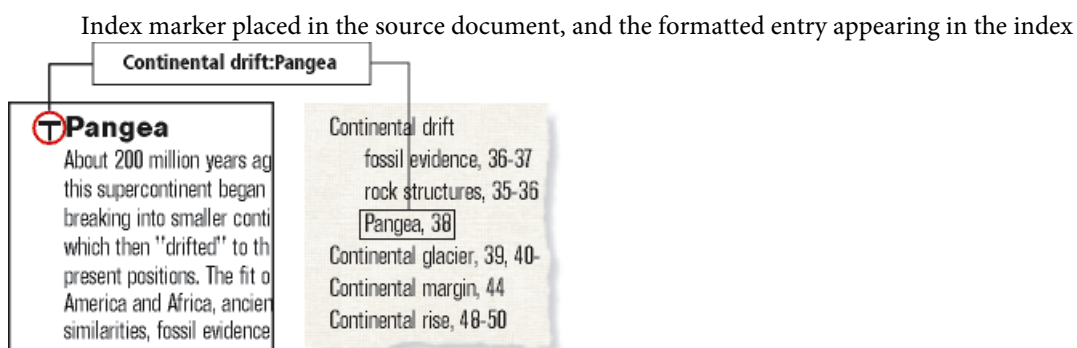 Index marker placed in the source document, and the formatted entry appearing in the index
Continental drift:Pangea
Pangea
About 200 million years ag
this supercontinent began
breaking into smaller conti
which then "drifted" to th
present positions. The fit o
America and Africa, ancien
similarities, fossil evidence
Continental drift
fossil evidence, 36-37
rock structures, 35-36
Pangea, 38
Continental glacier, 39, 40-
Continental margin, 44
Continental rise, 48-50